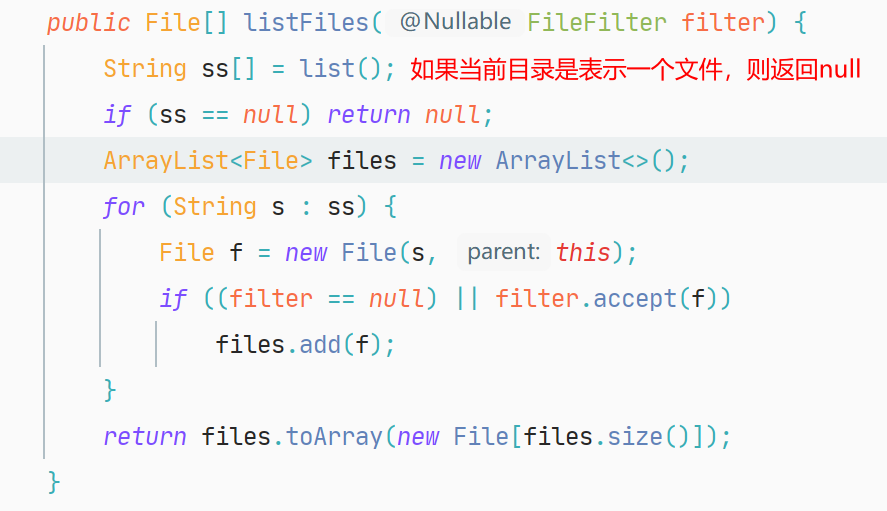 public File[] listFiles( @Nullable FileFilter filter) {
String ss[] = list(); 如果当前目录是表示一个文件，则返回null
if (ss == null) return null;
ArrayList<File> files = new ArrayList<>();
for (String s : ss) {
File f = new File(s, parent: this);
if ((filter == null) || filter.accept(f))
files.add(f);
}
return files.toArray(new File[files.size()]);
}